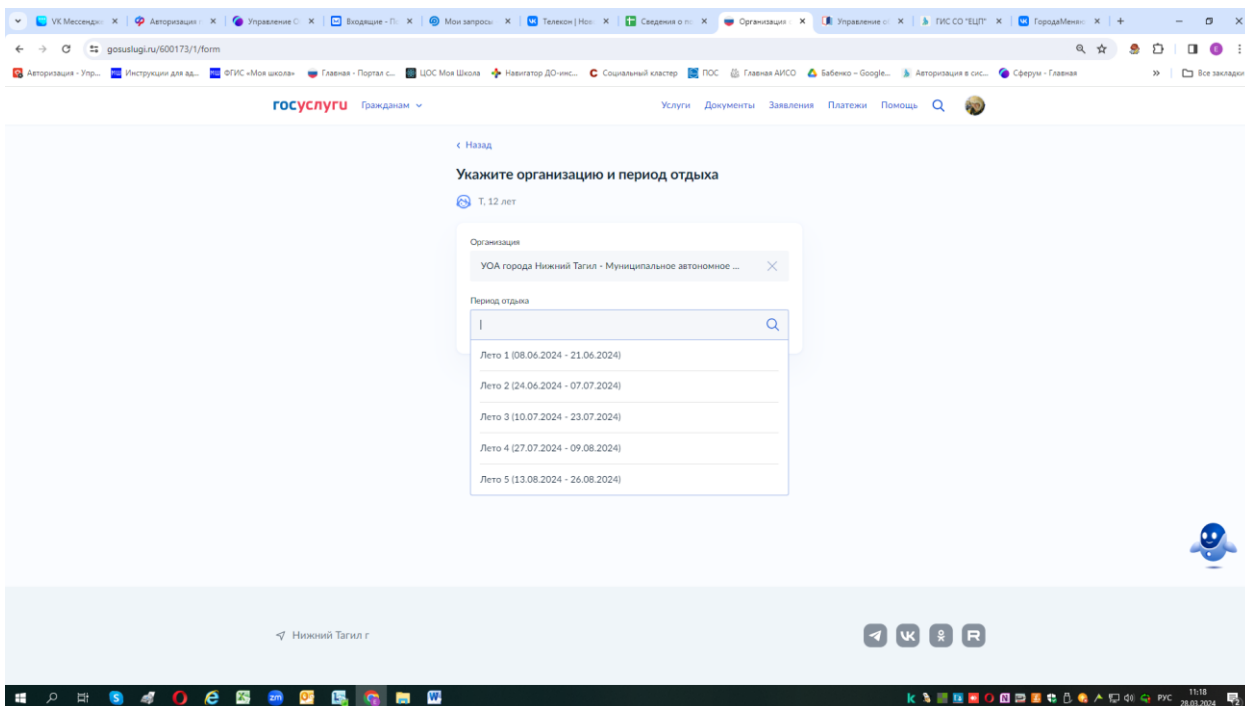 VK Мессендж
Авторизация
Управление
Входящие - П
Мои запросы
Телеком | Нов
Сведения о п
Организация
Управление о
ГИС СО "ЕЦП"
ГородаМенян
gosuslugi.ru/600173/1/form
Авторизация - Упр...
Инструкции для ад...
ФГИС «Моя школа»
Главная - Портал с...
ЦОС Моя Школа
Навигатор ДО-инс...
Социальный кластер
ПОС
Главная АИСО
Бабенко – Google...
Авторизация в сис...
Сферум - Главная
Все закладки
госуслуги Гражданам
Услуги Документы Заявления Платежи Помощь
Назад
Укажите организацию и период отдыха
Т, 12 лет
Организация
УОА города Нижний Тагил - Муниципальное автономное ...
Период отдыха
Лето 1 (08.06.2024 - 21.06.2024)
Лето 2 (24.06.2024 - 07.07.2024)
Лето 3 (10.07.2024 - 23.07.2024)
Лето 4 (27.07.2024 - 09.08.2024)
Лето 5 (13.08.2024 - 26.08.2024)
Нижний Тагил г
РУС
11:18
28.03.2024